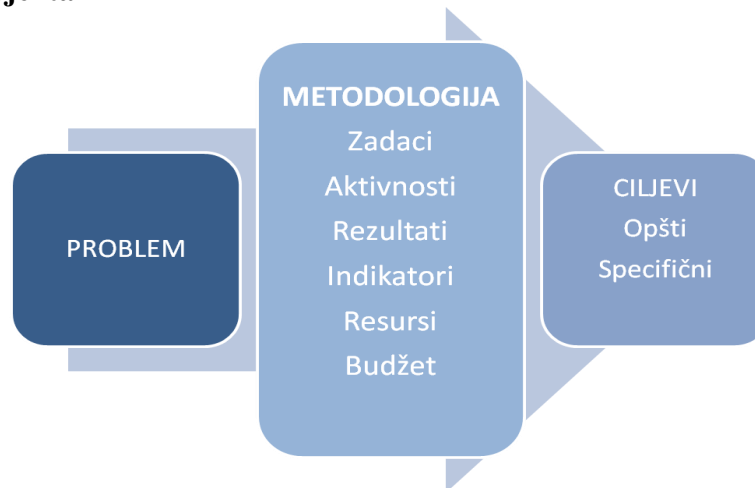 PROBLEM
METODOLOGIJA
Zadaci
Aktivnosti
Rezultati
Indikatori
Resursi
Budžet
CILJEVI
Opšti
Specifični